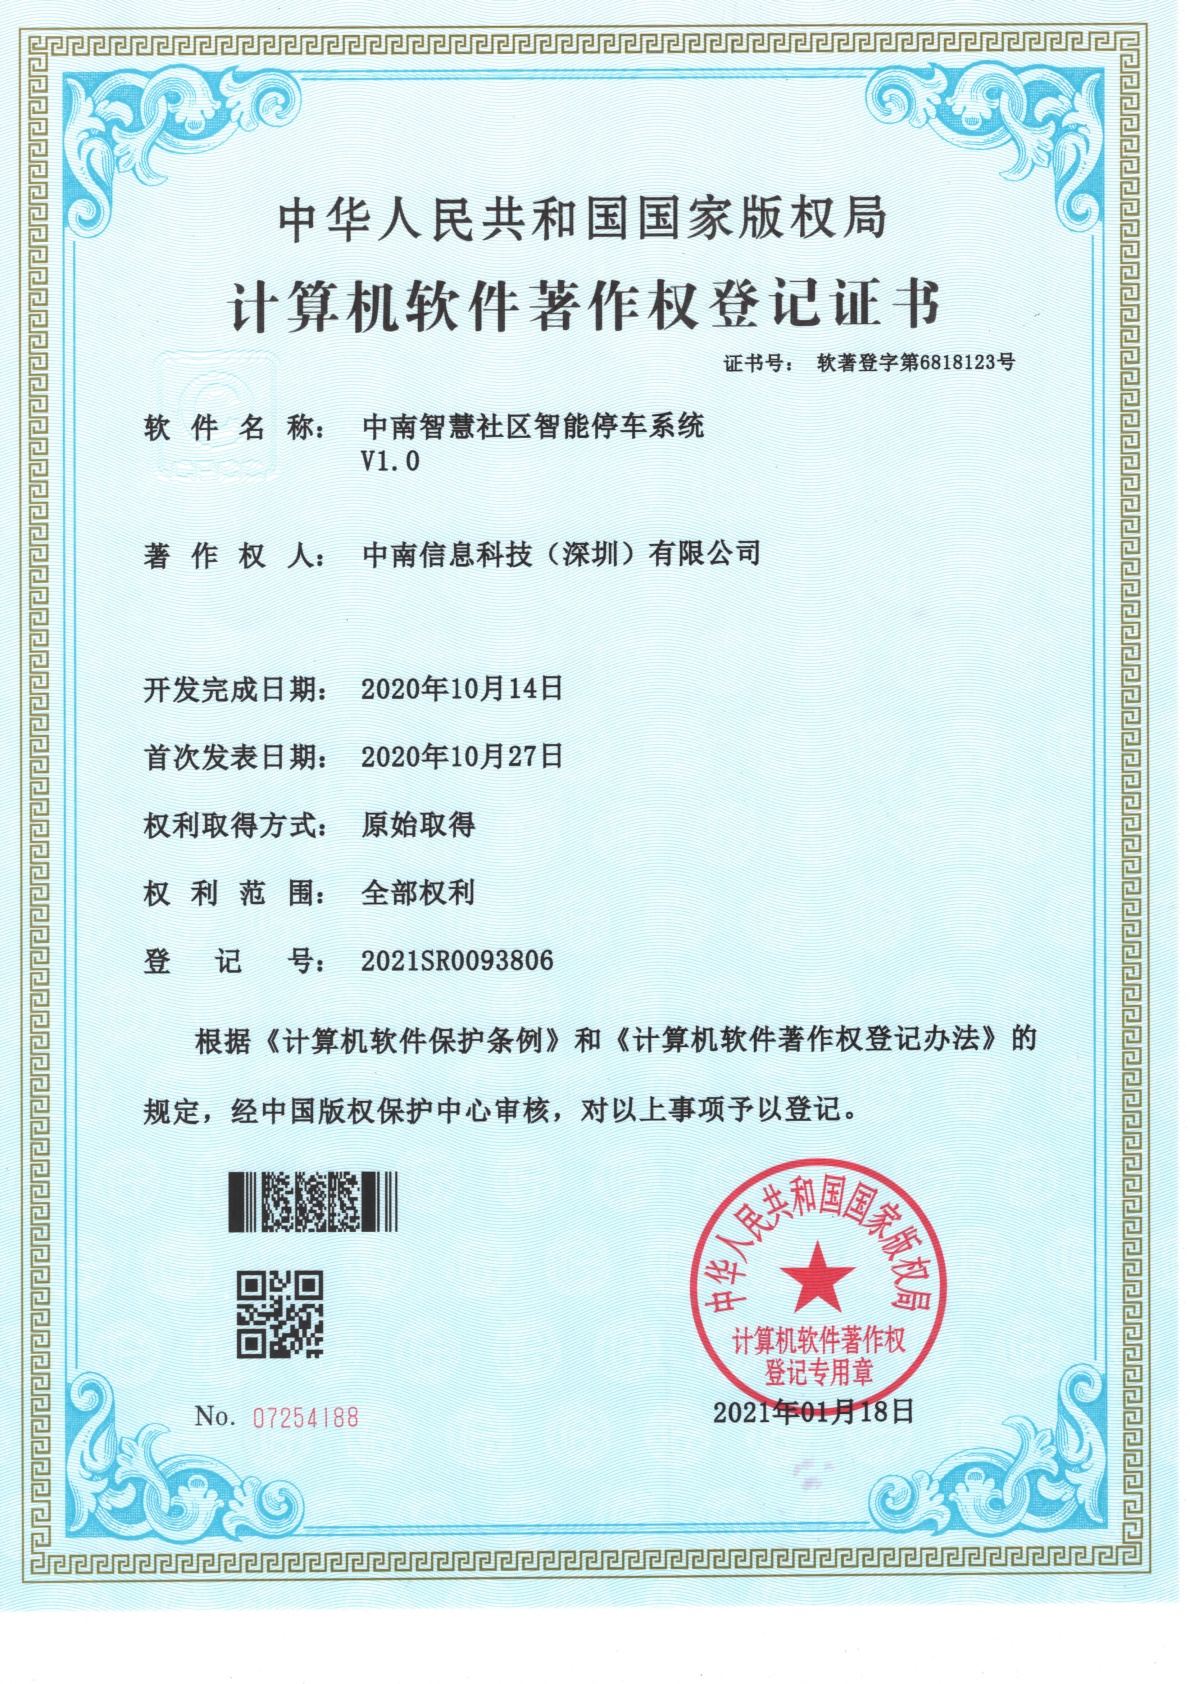 中华人民共和国国家版权局
计算机软件著作权登记证书
证书号： 软著登字第6818123号
软件名称： 中南智慧社区智能停车系统
V1.0
著作权人： 中南信息科技（深圳）有限公司
开发完成日期： 2020年10月14日
首次发表日期： 2020年10月27日
权利取得方式： 原始取得
权利范围： 全部权利
登记号： 2021SR0093806
根据《计算机软件保护条例》和《计算机软件著作权登记办法》的
规定，经中国版权保护中心审核，对以上事项予以登记。
中华人民共和国国家版权局
计算机软件著作权
登记专用章
No. 07254188
2021年01月18日